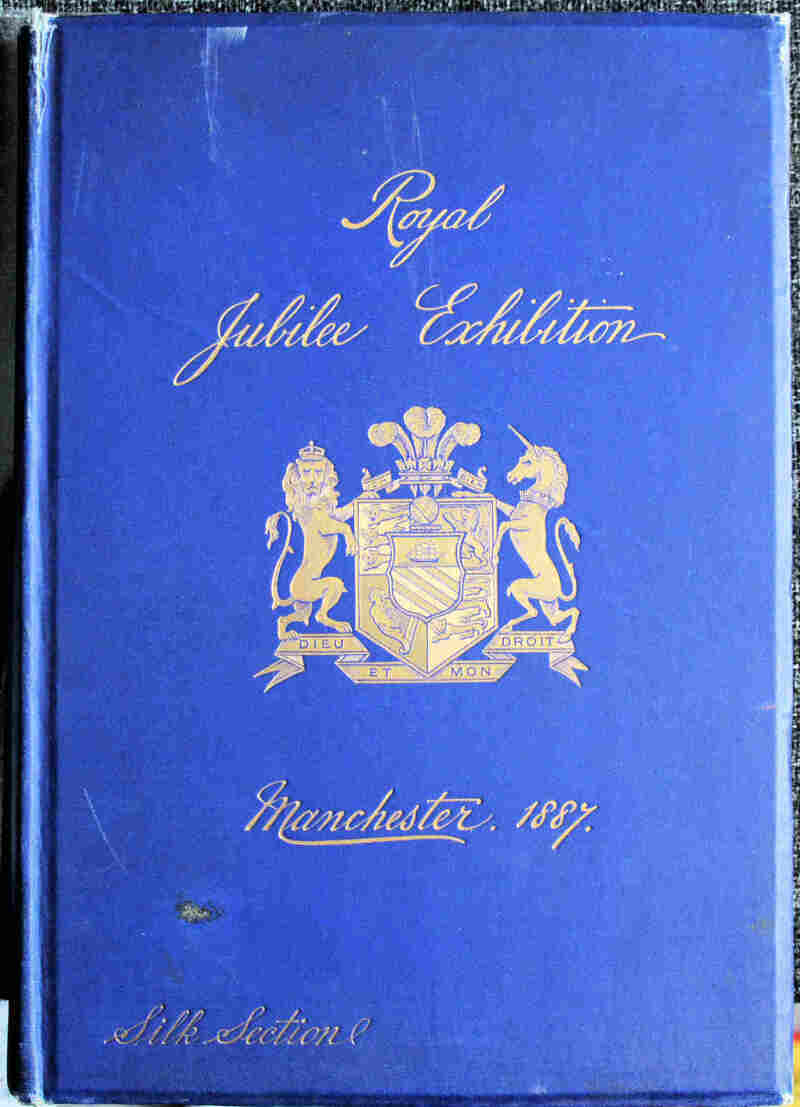 Royal
Jubilee Exhibition
DIEU ET MON DROIT
Manchester. 1887.
Silk Section